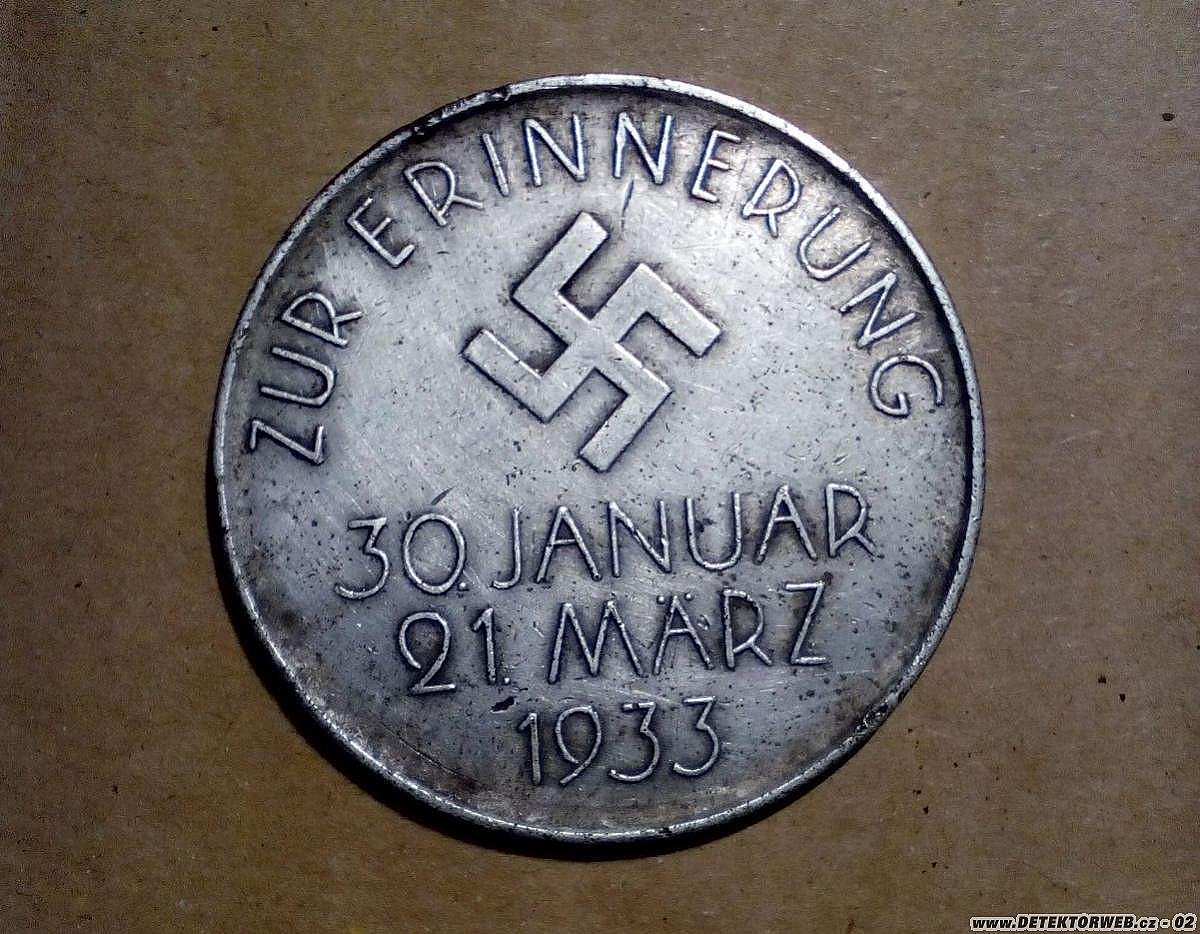 ZUR ERINNERUNG
30. JANUAR
21. MÄRZ
1933
www.DETEKTORWEB.cz - 02